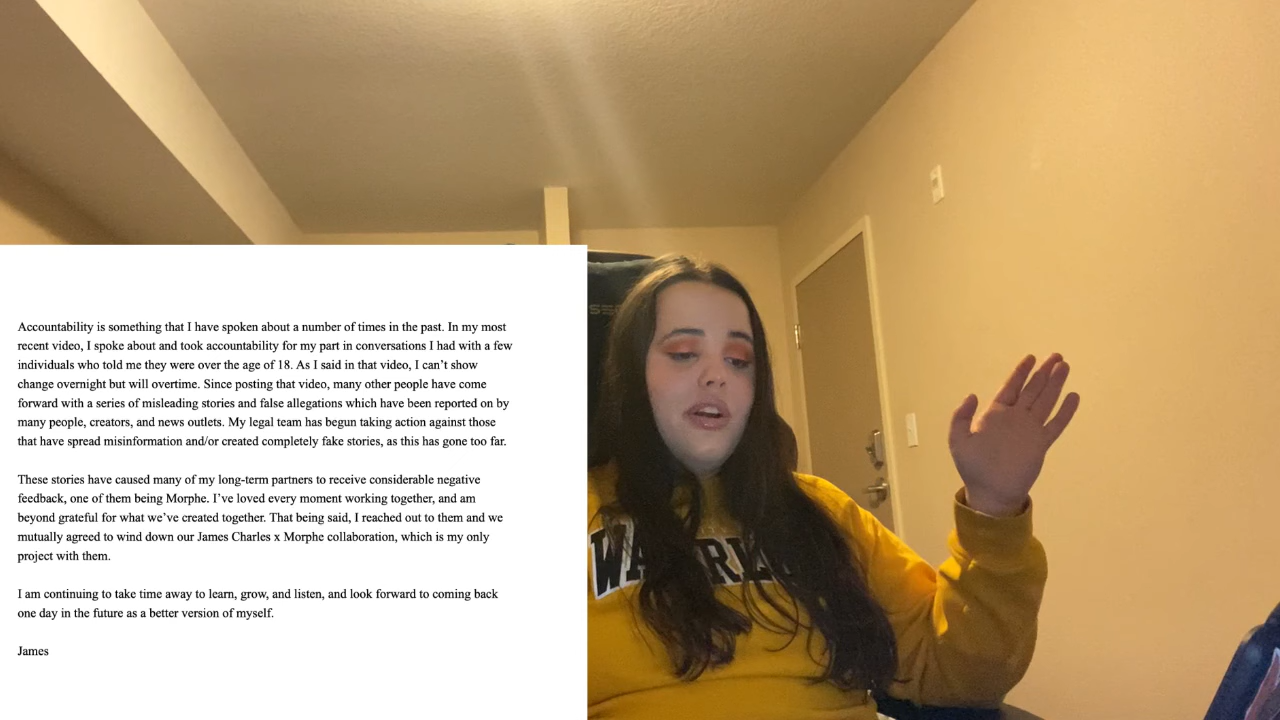 Accountability is something that I have spoken about a number of times in the past. In my most
recent video, I spoke about and took accountability for my part in conversations I had with a few
individuals who told me they were over the age of 18. As I said in that video, I can’t show
change overnight but will overtime. Since posting that video, many other people have come
forward with a series of misleading stories and false allegations which have been reported on by
many people, creators, and news outlets. My legal team has begun taking action against those
that have spread misinformation and/or created completely fake stories, as this has gone too far.
These stories have caused many of my long-term partners to receive considerable negative
feedback, one of them being Morphe. I’ve loved every moment working together, and am
beyond grateful for what we’ve created together. That being said, I reached out to them and we
mutually agreed to wind down our James Charles x Morphe collaboration, which is my only
project with them.
I am continuing to take time away to learn, grow, and listen, and look forward to coming back
one day in the future as a better version of myself.
James